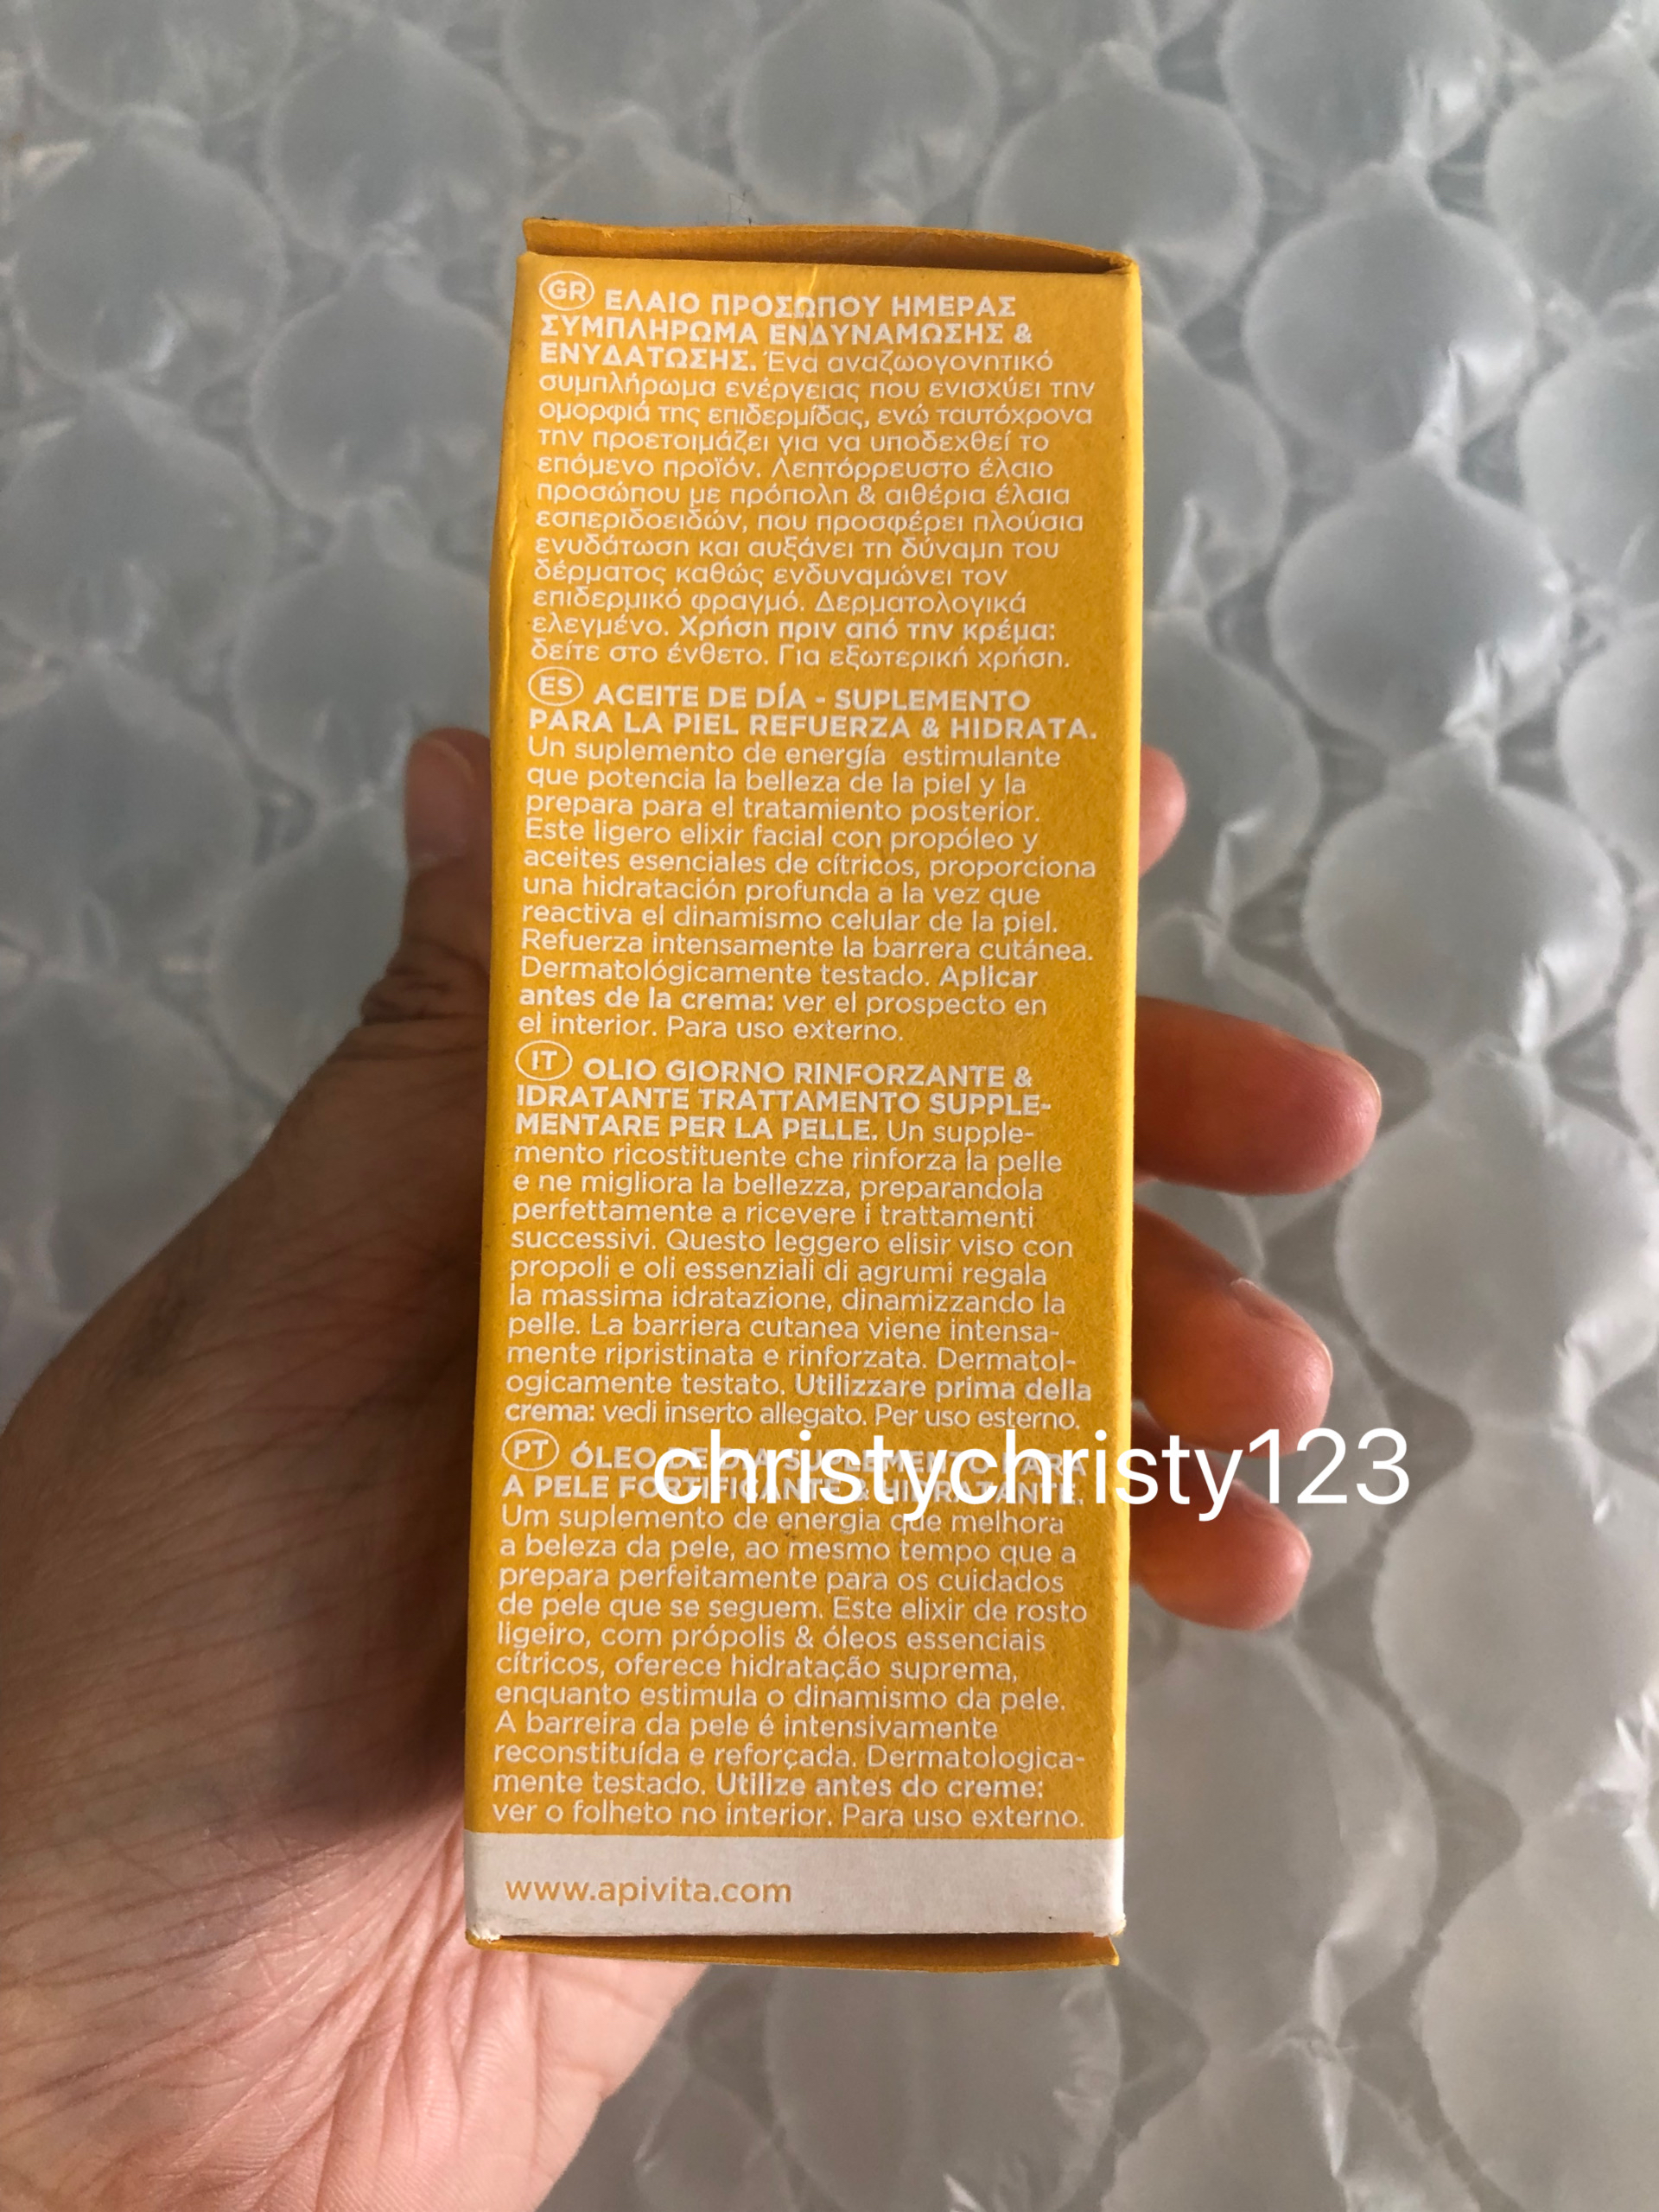 GR ΕΛΑΙΟ ΠΡΟΣΩΠΟΥ ΗΜΕΡΑΣ
ΣΥΜΠΛΗΡΩΜΑ ΕΝΔΥΝΑΜΩΣΗΣ &
ΕΝΥΔΑΤΩΣΗΣ. Ένα αναζωογονητικό
συμπλήρωμα ενέργειας που ενισχύει την
ομορφιά της επιδερμίδας, ενώ ταυτόχρονα
την προετοιμάζει για να υποδεχθεί το
επόμενο προϊόν. Λεπτόρρευστο έλαιο
προσώπου με πρόπολη & αιθέρια έλαια
εσπεριδοειδών, που προσφέρει πλούσια
ενυδάτωση και αυξάνει τη δύναμη του
δέρματος καθώς ενδυναμώνει τον
επιδερμικό φραγμό. Δερματολογικά
ελεγμένο. Χρήση πριν από την κρέμα:
δείτε στο ένθετο. Για εξωτερική χρήση.
ES ACEITE DE DÍA - SUPLEMENTO
PARA LA PIEL REFUERZA & HIDRATA.
Un suplemento de energía estimulante
que potencia la belleza de la piel y la
prepara para el tratamiento posterior.
Este ligero elixir facial con propóleo y
aceites esenciales de cítricos, proporciona
una hidratación profunda a la vez que
reactiva el dinamismo celular de la piel.
Refuerza intensamente la barrera cutánea.
Dermatológicamente testado. Aplicar
antes de la crema: ver el prospecto en
el interior. Para uso externo.
IT OLIO GIORNO RINFORZANTE &
IDRATANTE TRATTAMENTO SUPPLE-
MENTARE PER LA PELLE. Un supple-
mento ricostituente che rinforza la pelle
e ne migliora la bellezza, preparandola
perfettamente a ricevere i trattamenti
successivi. Questo leggero elisir viso con
propoli e oli essenziali di agrumi regala
la massima idratazione, dinamizzando la
pelle. La barriera cutanea viene intensa-
mente ripristinata e rinforzata. Dermatol-
ogicamente testato. Utilizzare prima della
crema: vedi inserto allegato. Per uso esterno.
christychristy123
PT ÓLEO DE DIA SUPLEMENTO PARA
A PELE FORTIFICANTE & HIDRATANTE.
Um suplemento de energia que melhora
a beleza da pele, ao mesmo tempo que a
prepara perfeitamente para os cuidados
de pele que se seguem. Este elixir de rosto
ligeiro, com própolis & óleos essenciais
cítricos, oferece hidratação suprema,
enquanto estimula o dinamismo da pele.
A barreira da pele é intensivamente
reconstituída e reforçada. Dermatologica-
mente testado. Utilize antes do creme:
ver o folheto no interior. Para uso externo.
www.apivita.com